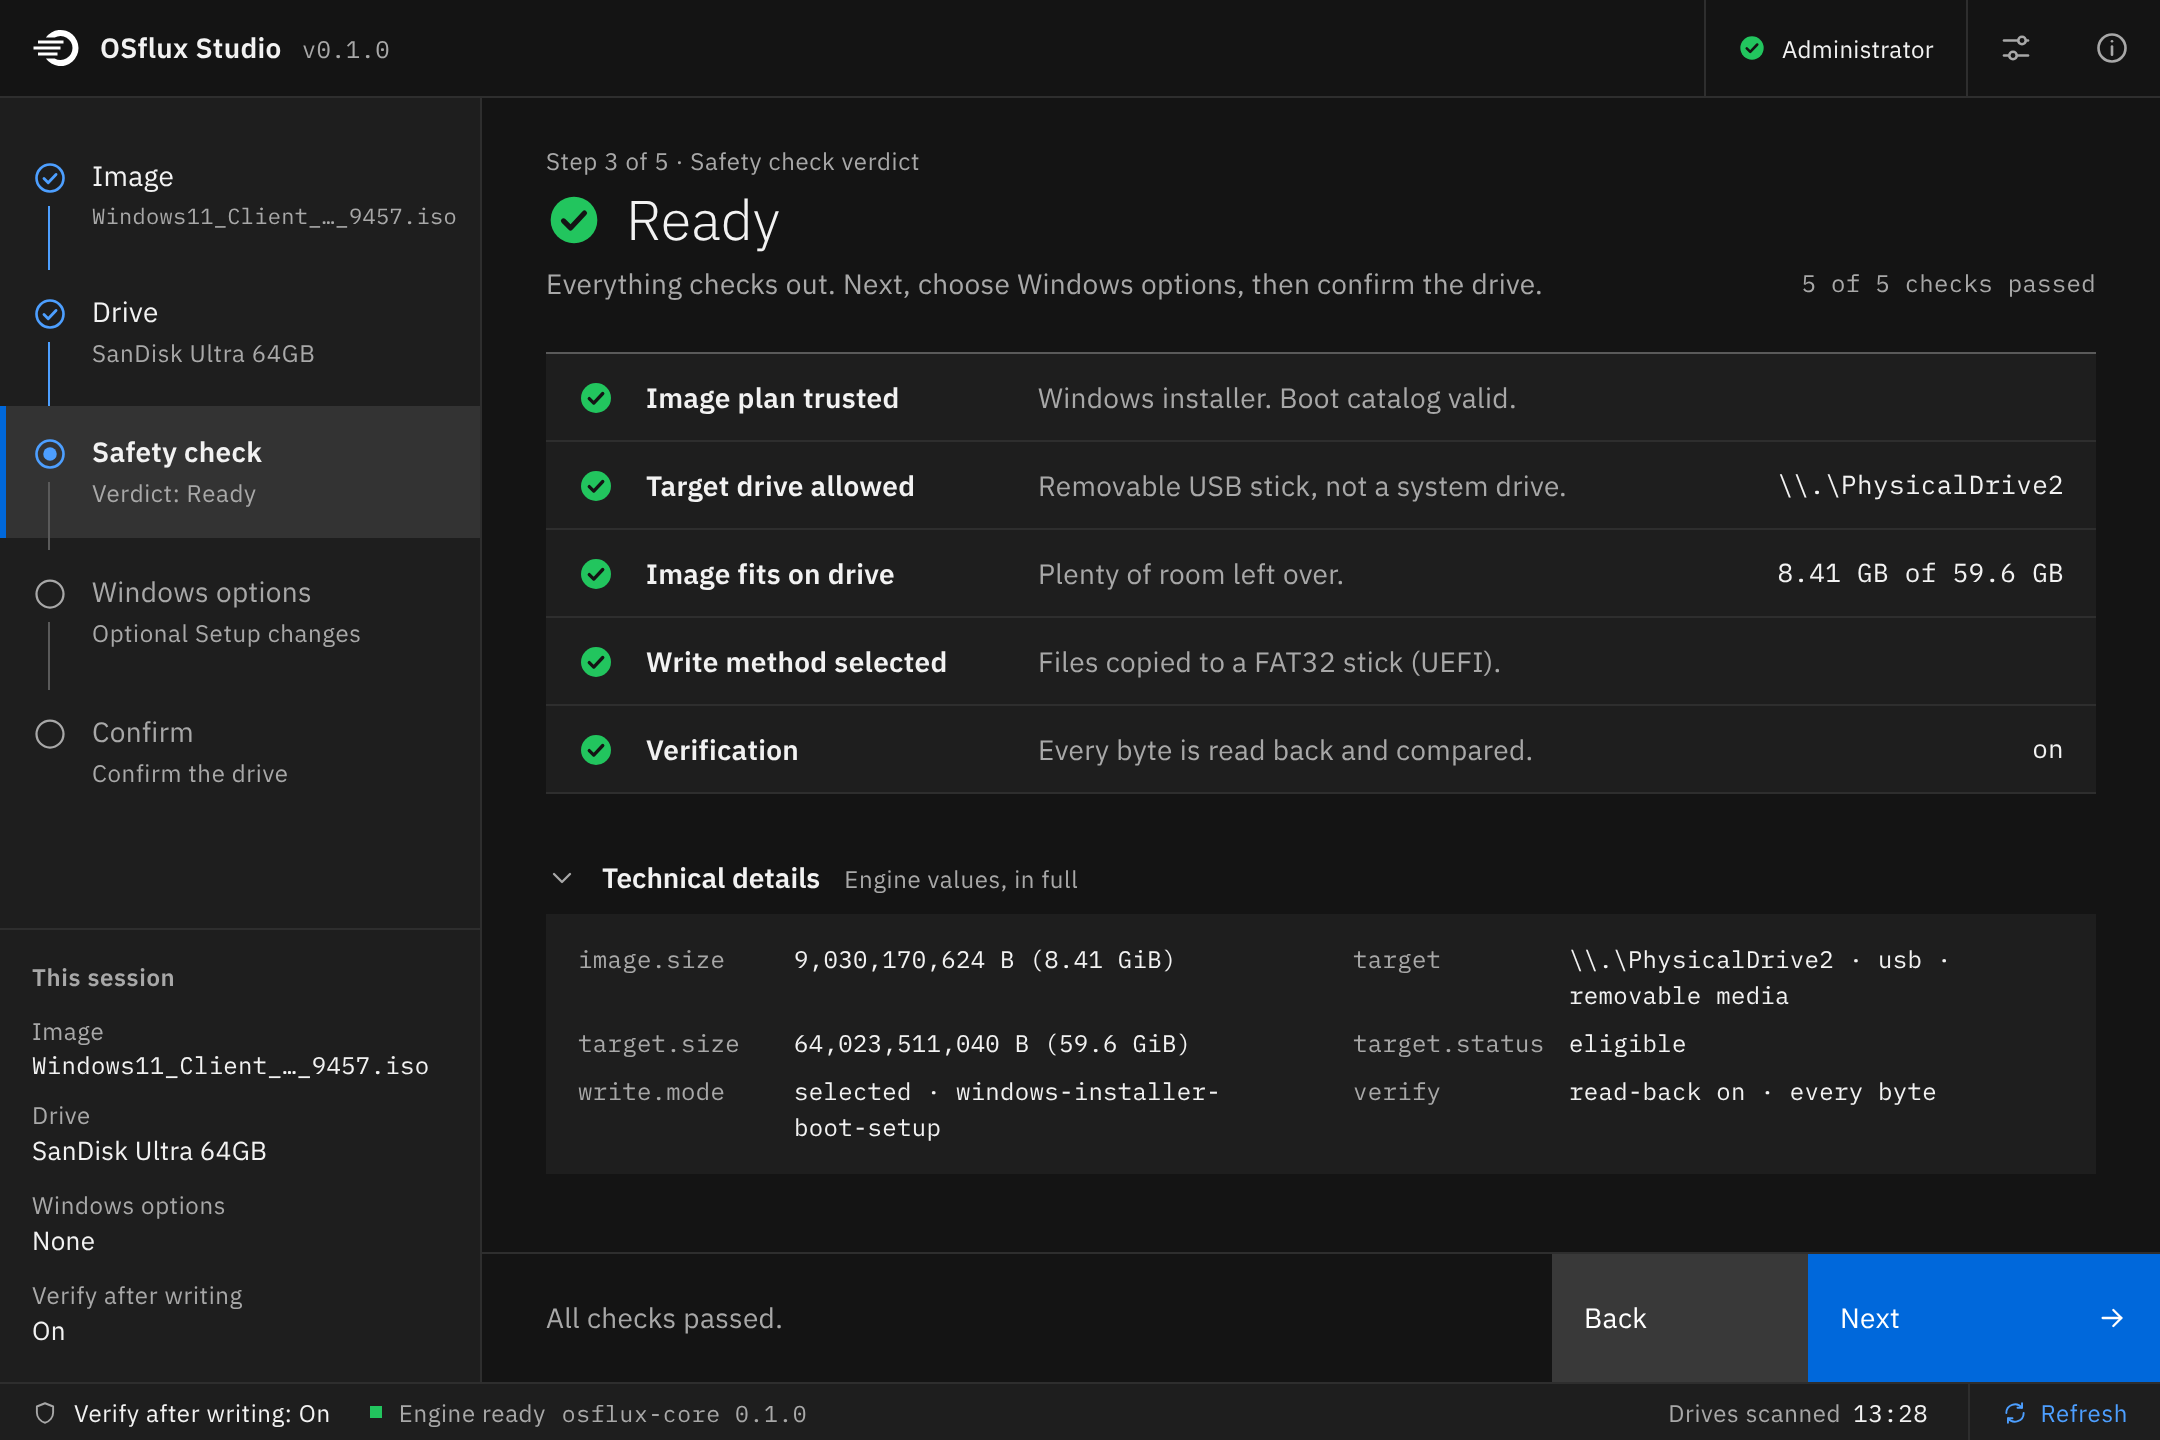 OSflux Studio v0.1.0
Administrator
Image
Windows11_Client_…_9457.iso
Drive
SanDisk Ultra 64GB
Safety check
Verdict: Ready
Windows options
Optional Setup changes
Confirm
Confirm the drive
This session
Image
Windows11_Client_…_9457.iso
Drive
SanDisk Ultra 64GB
Windows options
None
Verify after writing
On
Step 3 of 5 · Safety check verdict
Ready
Everything checks out. Next, choose Windows options, then confirm the drive.
5 of 5 checks passed
Image plan trusted Windows installer. Boot catalog valid.
Target drive allowed Removable USB stick, not a system drive. \\.\PhysicalDrive2
Image fits on drive Plenty of room left over. 8.41 GB of 59.6 GB
Write method selected Files copied to a FAT32 stick (UEFI).
Verification Every byte is read back and compared. on
Technical details Engine values, in full
image.size 9,030,170,624 B (8.41 GiB)
target \\.\PhysicalDrive2 · usb ·
removable media
target.size 64,023,511,040 B (59.6 GiB)
target.status eligible
write.mode selected · windows-installer-
boot-setup
verify read-back on · every byte
All checks passed.
Back
Next
Verify after writing: On
Engine ready osflux-core 0.1.0
Drives scanned 13:28
Refresh